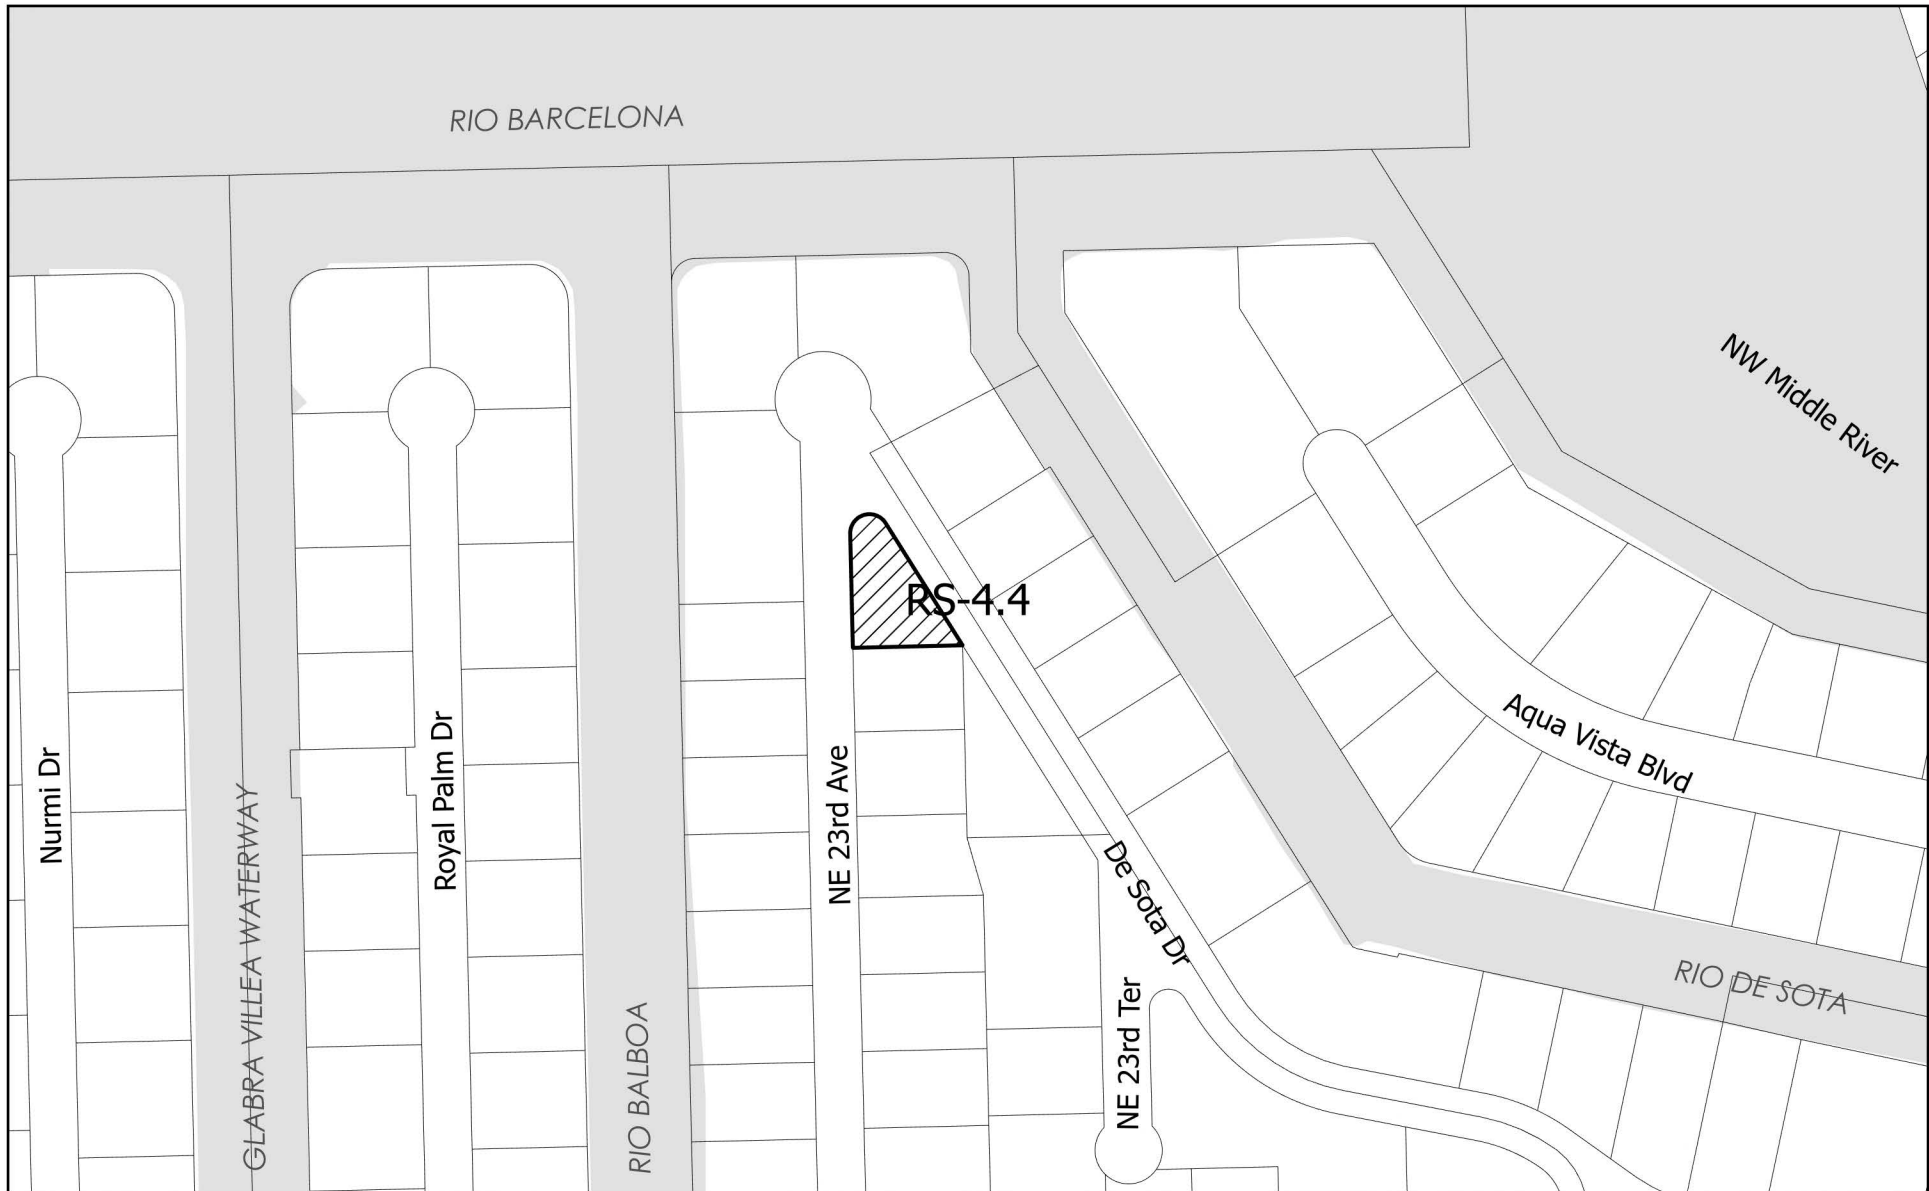 RIO BARCELONA
NW Middle River
RS-4.4
Aqua Vista Blvd
Nurmi Dr
Royal Palm Dr
NE 23rd Ave
De Sota Dr
GLABRA VILLEA WATERWAY
RIO BALBOA
NE 23rd Ter
RIO DE SOTA